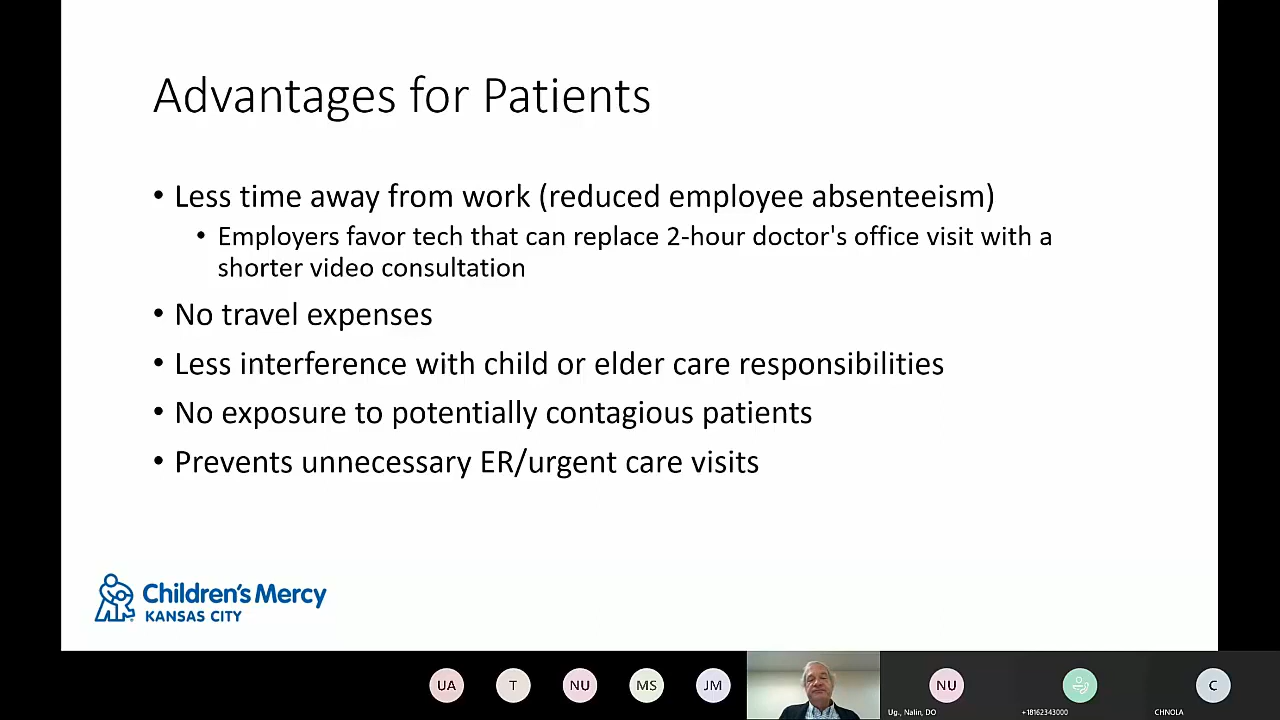 Advantages for Patients
• Less time away from work (reduced employee absenteeism)
• Employers favor tech that can replace 2-hour doctor's office visit with a
shorter video consultation
• No travel expenses
• Less interference with child or elder care responsibilities
• No exposure to potentially contagious patients
• Prevents unnecessary ER/urgent care visits
Children's Mercy
KANSAS CITY
UA T NU MS JM NU C
Ug., Nalin, DO +18162343000 CHNOLA